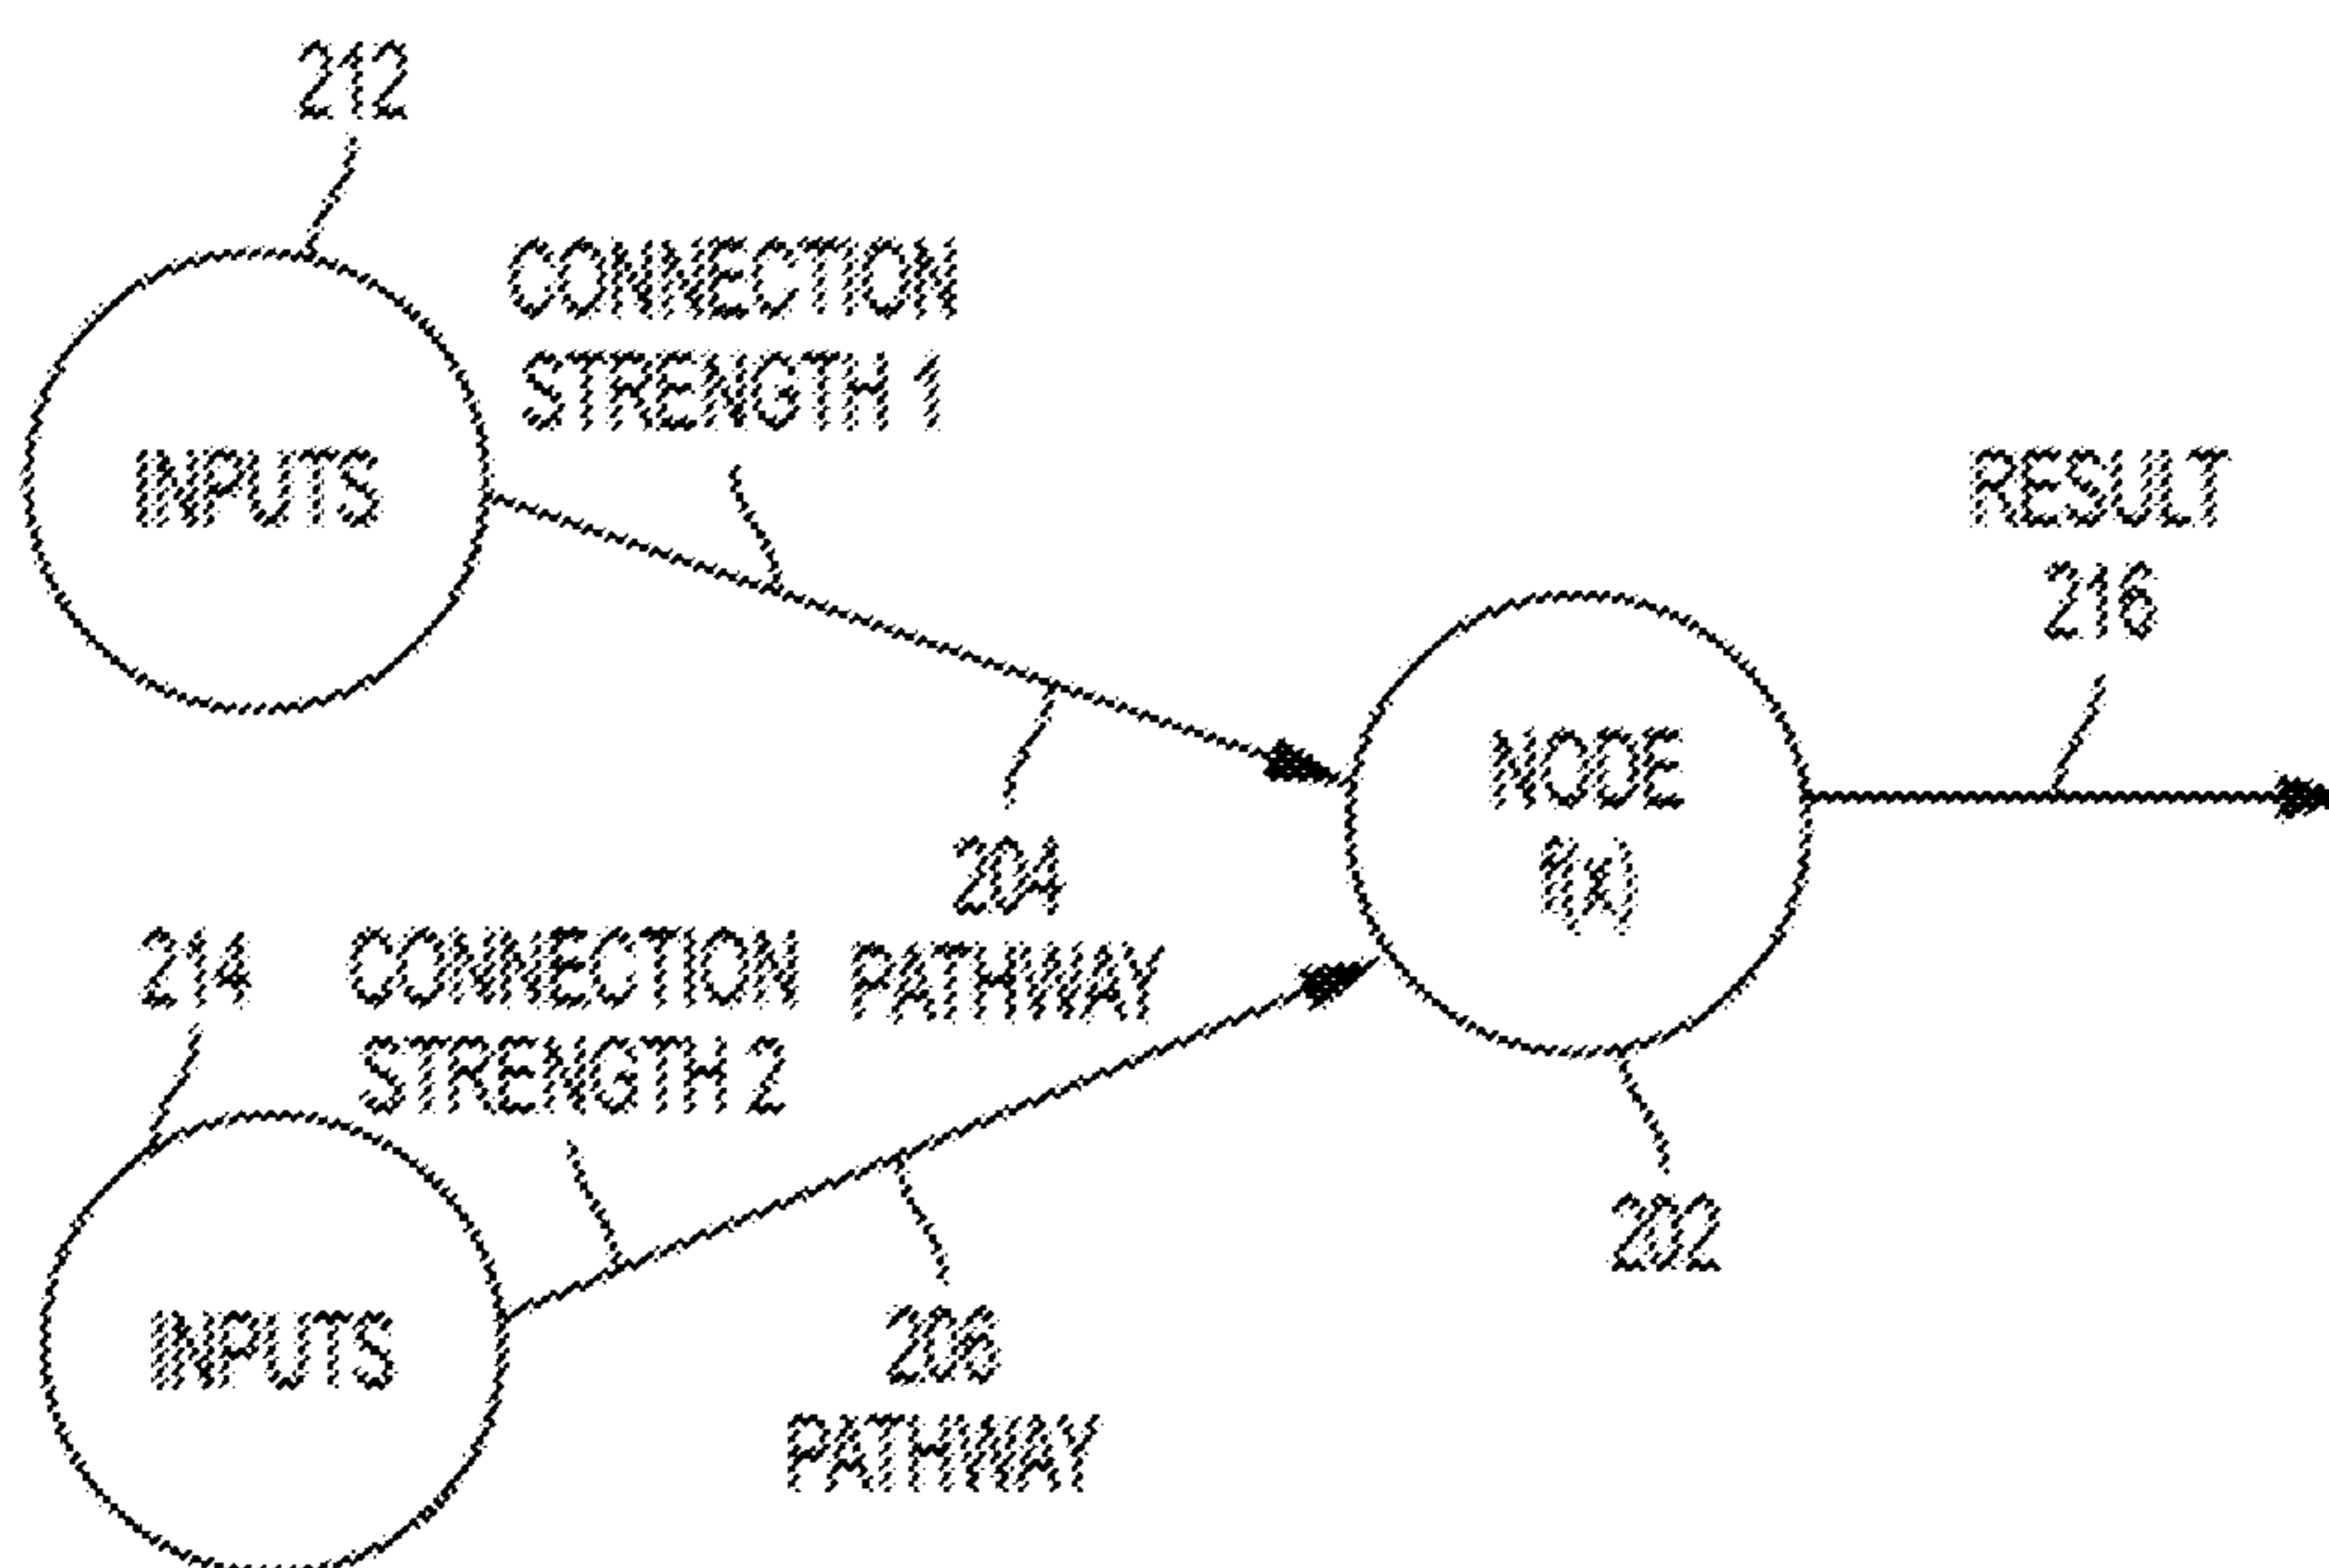 212
CONNECTION
STRENGTH 1
INPUTS
RESULT
216
NODE
f(x)
204
PATHWAY
214
CONNECTION
STRENGTH 2
202
INPUTS
206
PATHWAY